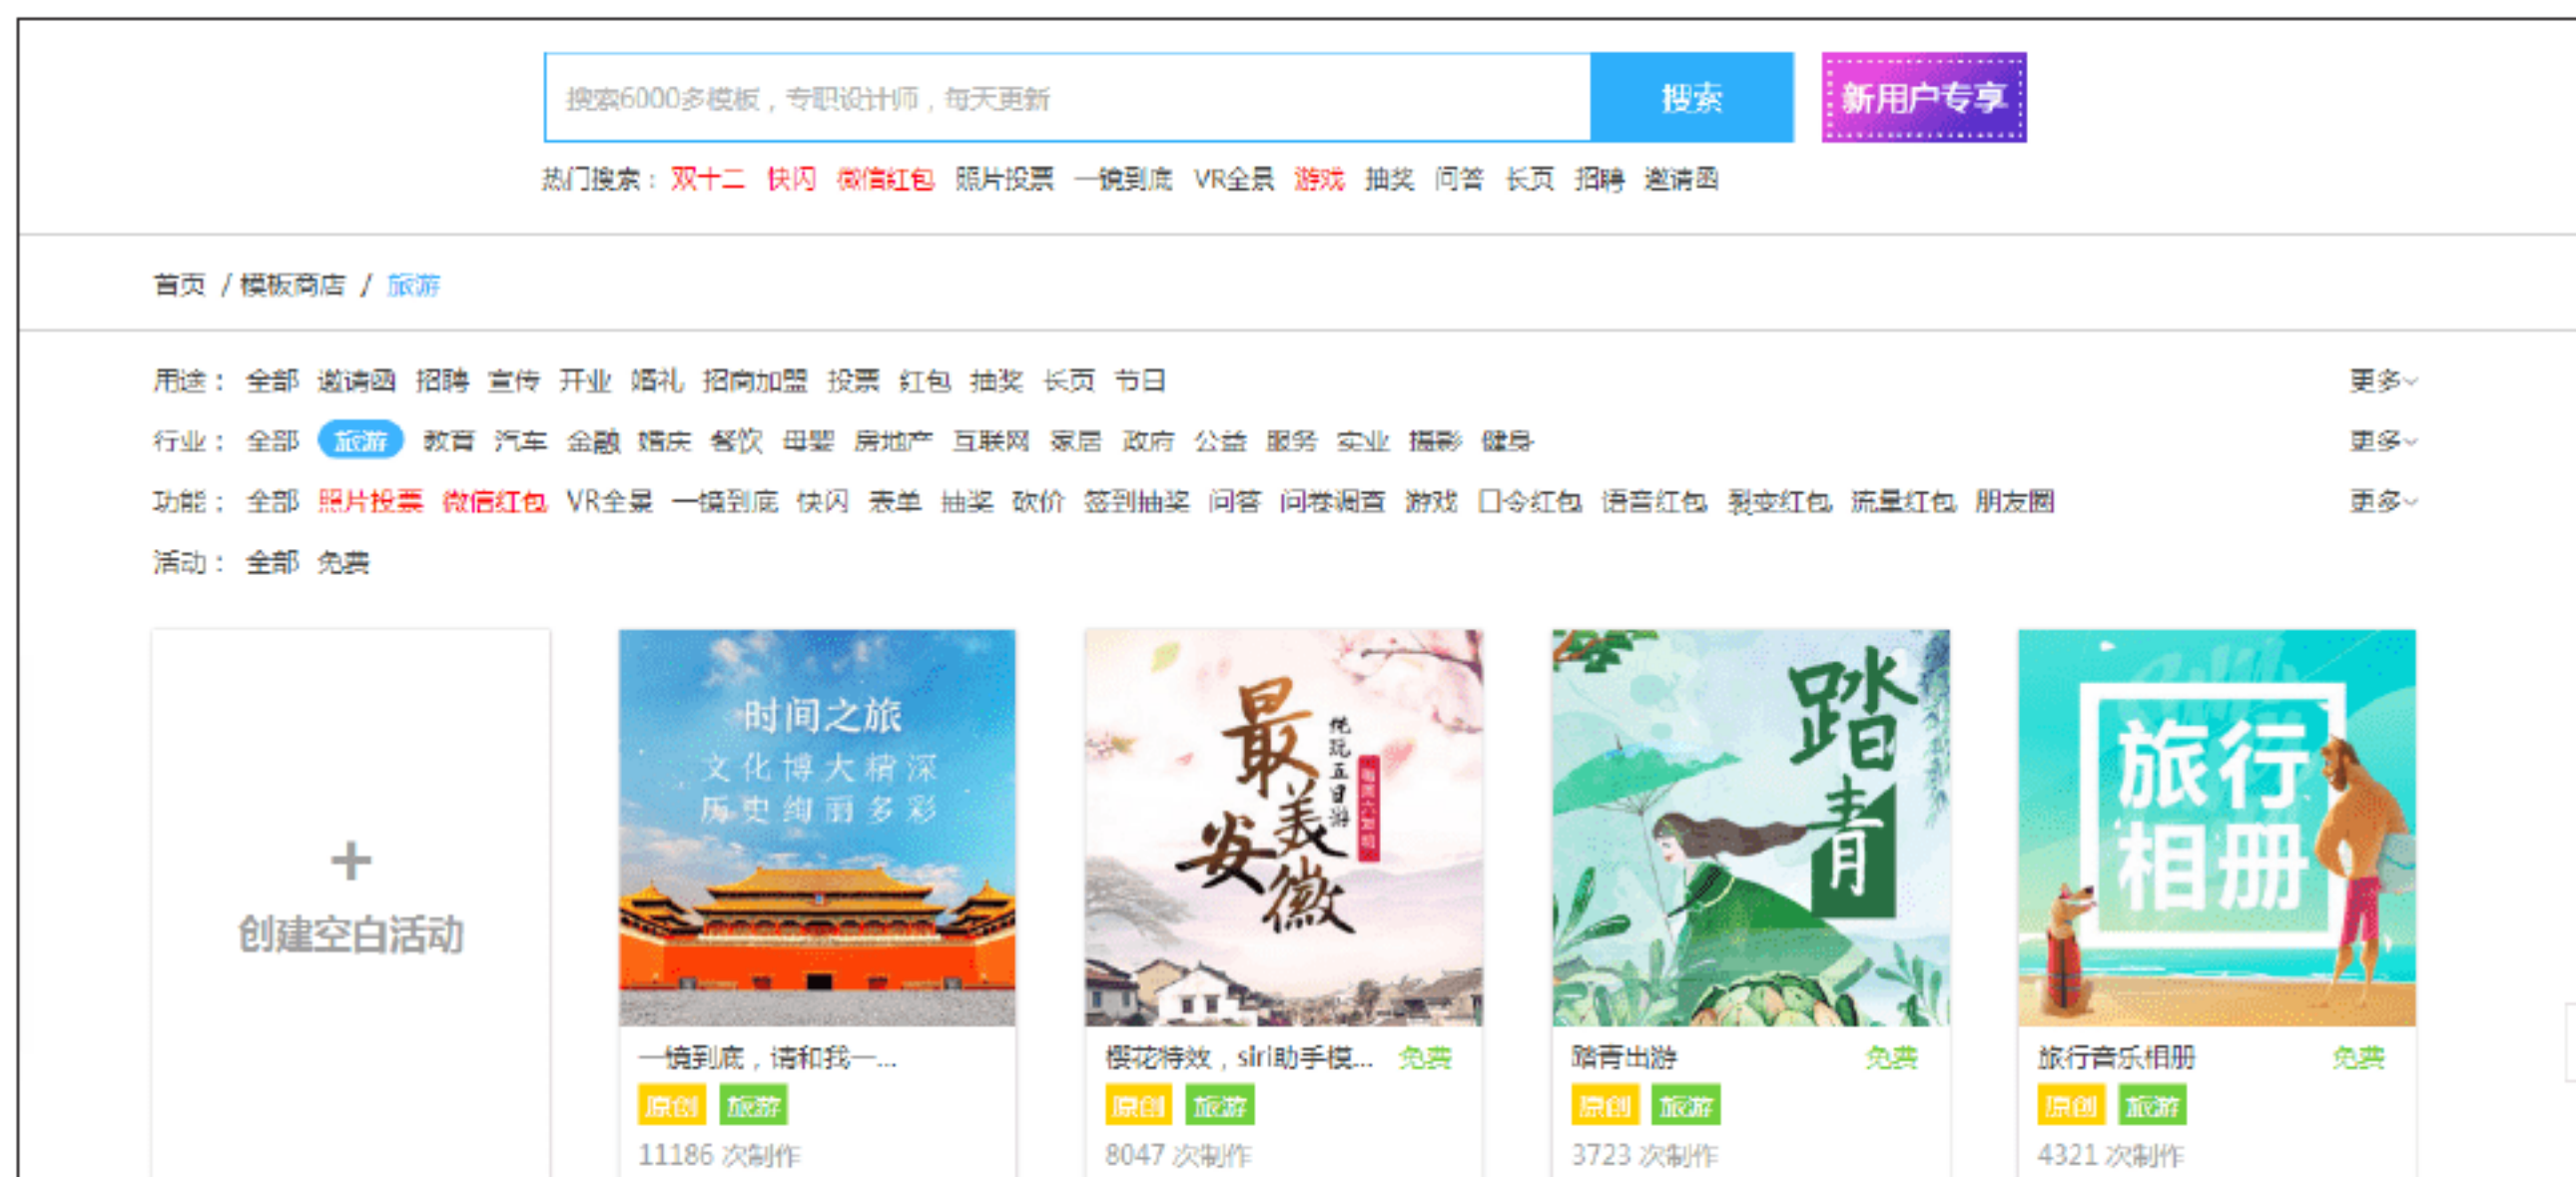 搜索6000多模板，专职设计师，每天更新
搜索
新用户专享
热门搜索： 双十二 快闪 微信红包 照片投票 一镜到底 VR全景 游戏 抽奖 问答 长页 招聘 邀请函
首页 / 模板商店 / 旅游
用途： 全部 邀请函 招聘 宣传 开业 婚礼 招商加盟 投票 红包 抽奖 长页 节日 更多
行业： 全部 旅游 教育 汽车 金融 婚庆 餐饮 母婴 房地产 互联网 家居 政府 公益 服务 实业 摄影 健身 更多
功能： 全部 照片投票 微信红包 VR全景 一镜到底 快闪 表单 抽奖 砍价 签到抽奖 问答 问卷调查 游戏 口令红包 语音红包 裂变红包 流量红包 朋友圈 更多
活动： 全部 免费
+
创建空白活动
时间之旅
文化博大精深
历史绚丽多彩
一镜到底，请和我一...
原创 旅游
11186 次制作
最美安徽
纯玩五日游
樱花特效，siri助手模... 免费
原创 旅游
8047 次制作
踏青
踏青出游 免费
原创 旅游
3723 次制作
旅行
相册
旅行音乐相册 免费
原创 旅游
4321 次制作